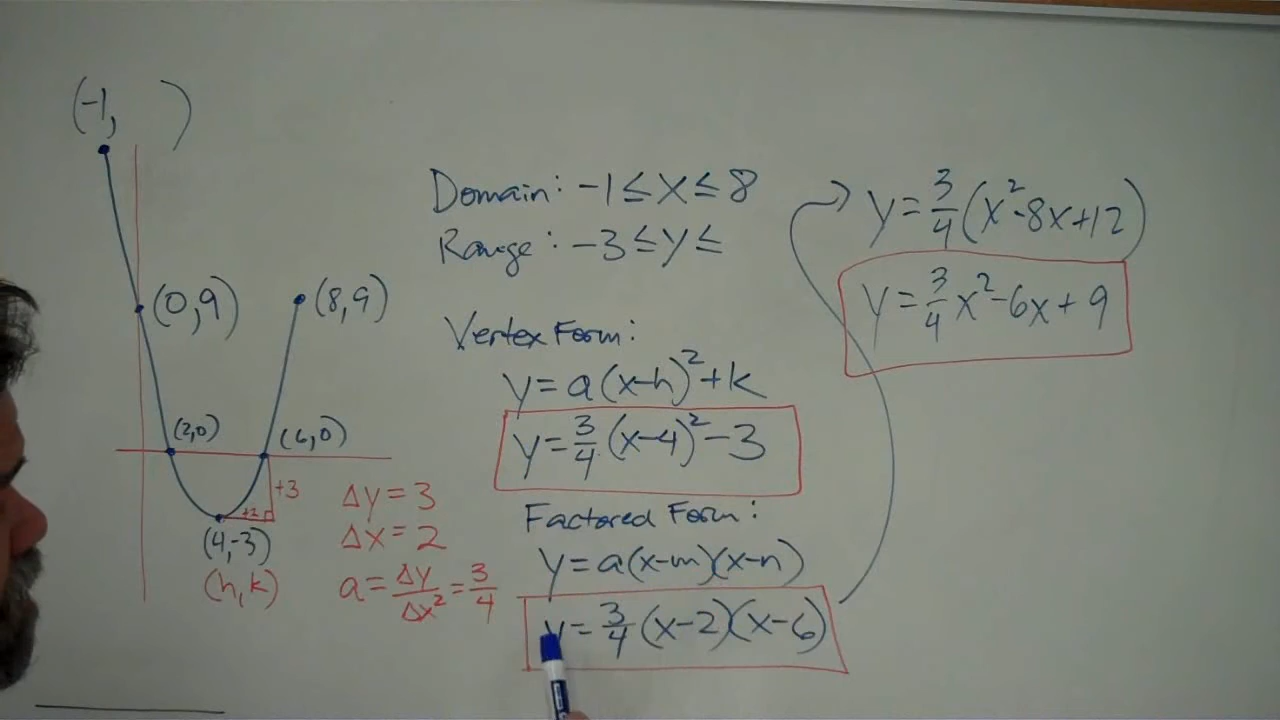 (-1, )
(0,9)
(8,9)
(2,0)
(6,0)
+3
+2
(4,-3)
(h,k)
Δy=3
Δx=2
a=Δy/Δx²=3/4
Domain: -1≤x≤8
Range: -3≤y≤
Vertex Form:
y=a(x-h)²+k
y=3/4(x-4)²-3
Factored Form:
y=a(x-m)(x-n)
y=3/4(x-2)(x-6)
y=3/4(x²-8x+12)
y=3/4x²-6x+9